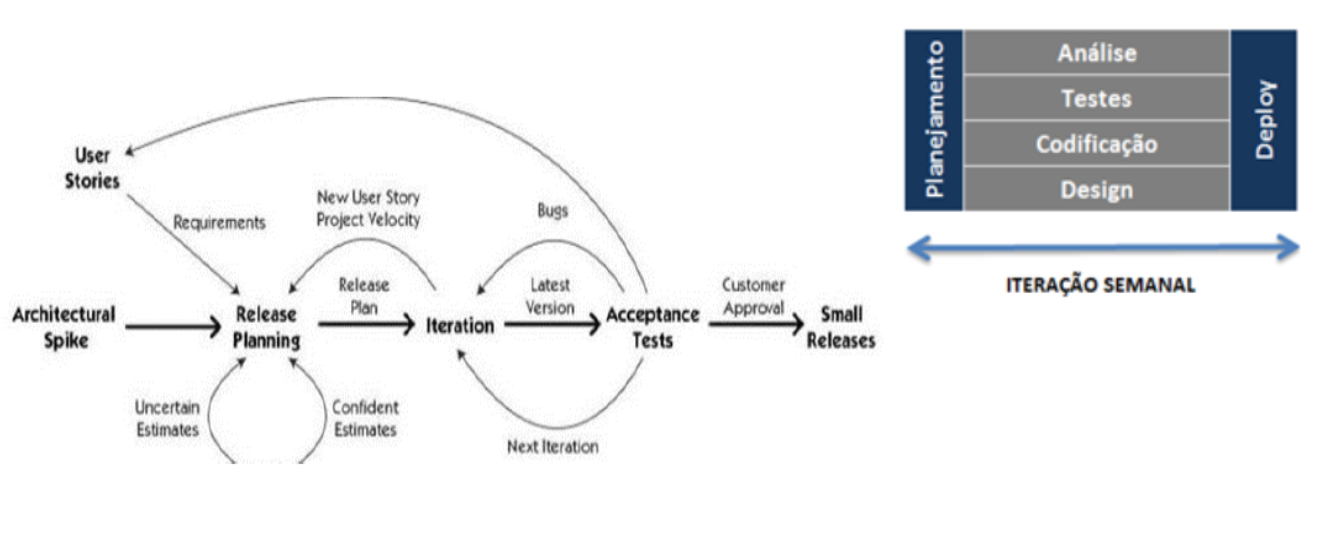 User
Stories
Requirements
New User Story
Project Velocity
Bugs
Architectural
Spike
Release
Planning
Release
Plan
Iteration
Latest
Version
Acceptance
Tests
Customer
Approval
Small
Releases
Uncertain
Estimates
Confident
Estimates
Next Iteration
Planejamento
Análise
Testes
Codificação
Design
Deploy
ITERAÇÃO SEMANAL